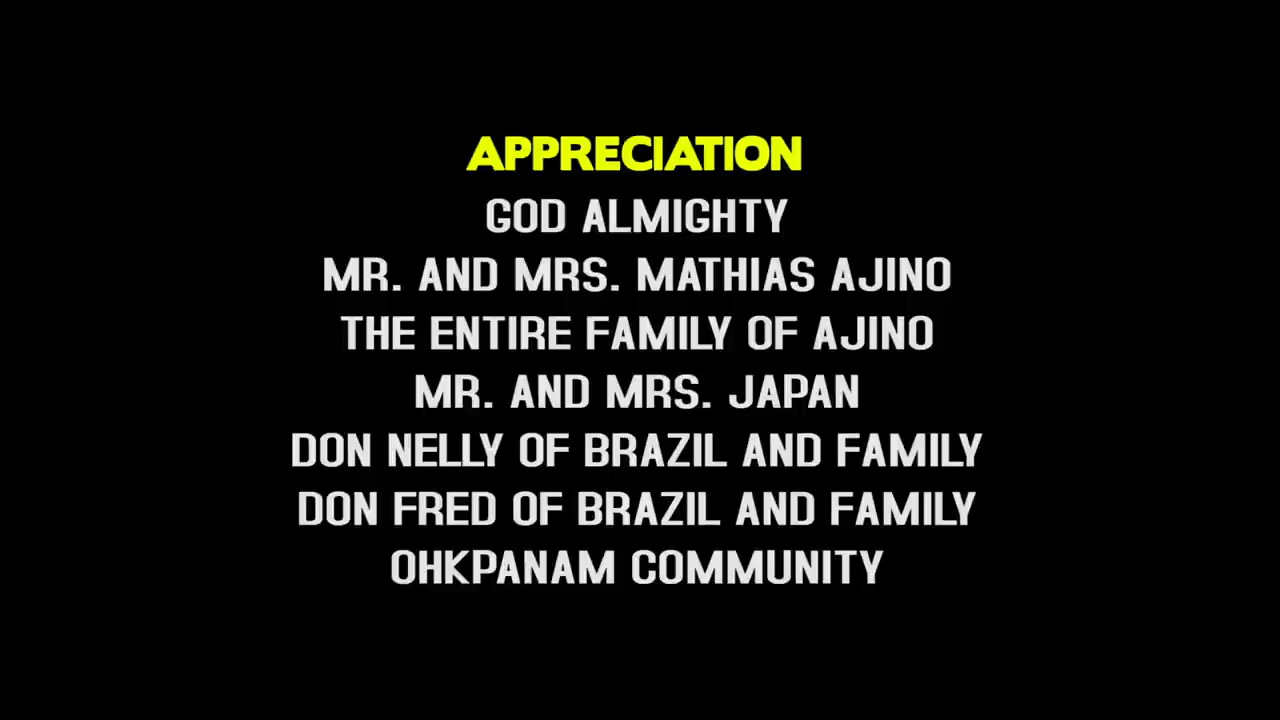 APPRECIATION
GOD ALMIGHTY
MR. AND MRS. MATHIAS AJINO
THE ENTIRE FAMILY OF AJINO
MR. AND MRS. JAPAN
DON NELLY OF BRAZIL AND FAMILY
DON FRED OF BRAZIL AND FAMILY
OHKPANAM COMMUNITY